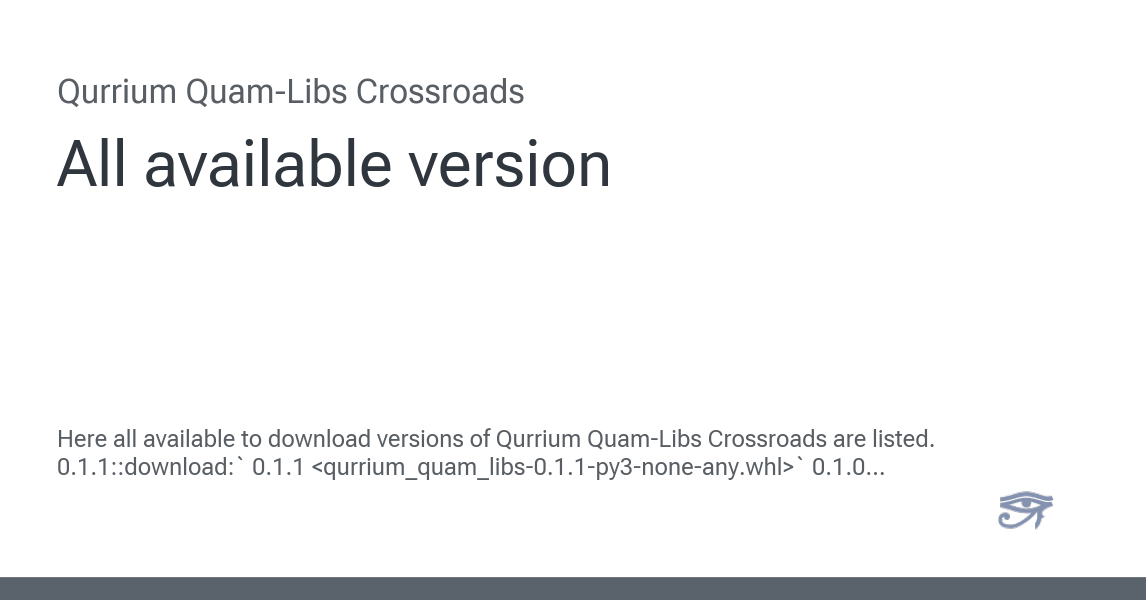 Qurrium Quam-Libs Crossroads
All available version
Here all available to download versions of Qurrium Quam-Libs Crossroads are listed.
0.1.1::download:` 0.1.1 <qurrium_quam_libs-0.1.1-py3-none-any.whl>` 0.1.0...